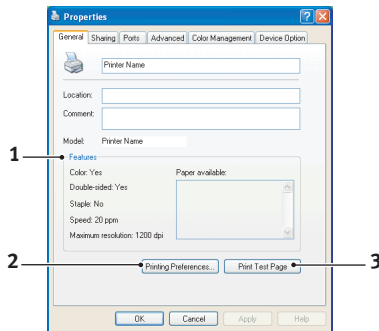 Properties
General Sharing Ports Advanced Color Management Device Option
Printer Name
Location:
Comment:
Model: Printer Name
1
Features
Color: Yes Paper available:
Double-sided: Yes
Staple: No
Speed: 20 ppm
Maximum resolution: 1200 dpi
2 Printing Preferences... Print Test Page 3
OK Cancel Apply Help